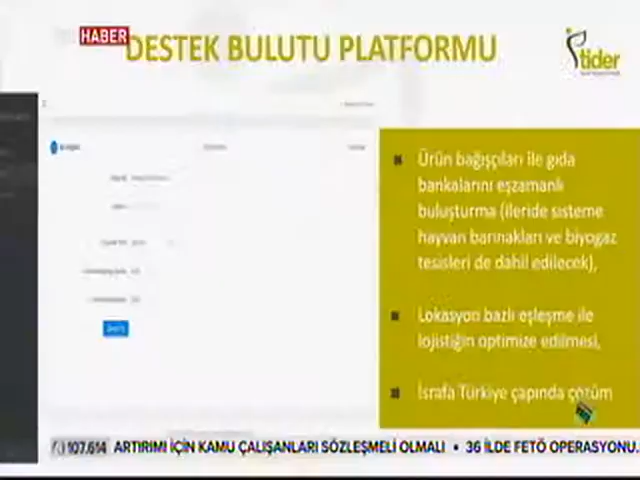 HABER
DESTEK BULUTU PLATFORMU
tider
Ürün bağışçıları ile gıda
bankalarını eşzamanlı
buluşturma (ileride sisteme
hayvan barınakları ve biyogaz
tesisleri de dahil edilecek),
Lokasyon bazlı eşleşme ile
lojistiğin optimize edilmesi,
İsrafa Türkiye çapında çözüm
107.614 ARTIRIMI İÇİN KAMU ÇALIŞANLARI SÖZLEŞMELİ OLMALI • 36 İLDE FETÖ OPERASYONU.